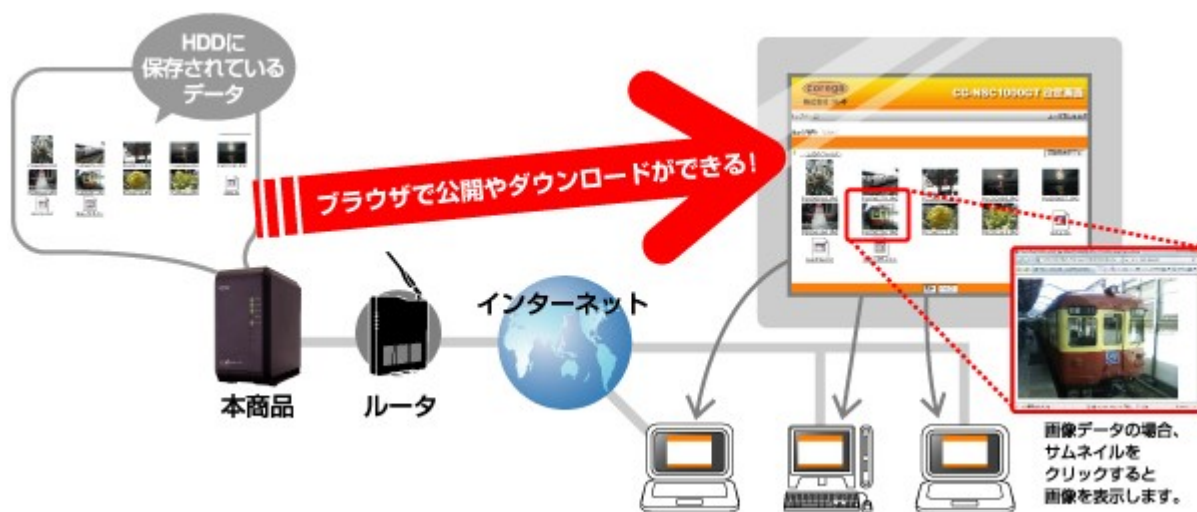 HDDに
保存されている
データ
ブラウザで公開やダウンロードができる!
corega
CG-NSC1000GT 設定画面
インターネット
本商品
ルータ
画像データの場合、
サムネイルを
クリックすると
画像を表示します。